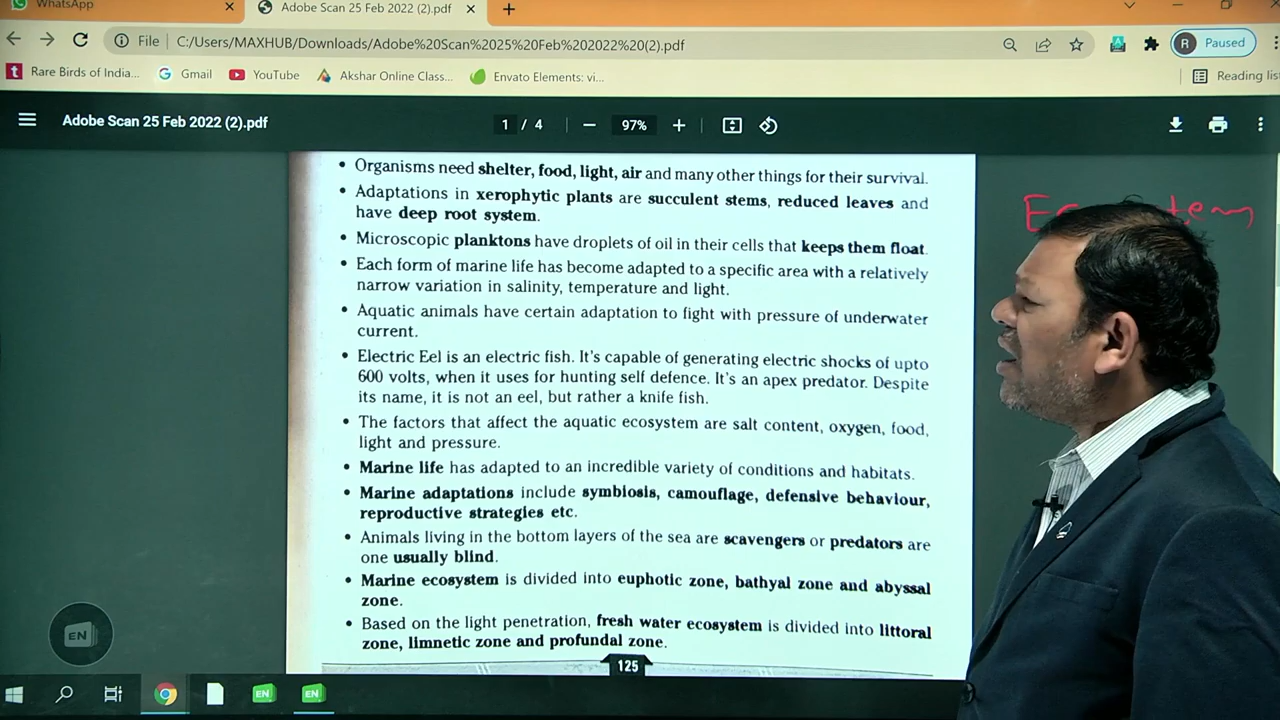 WhatsApp
Adobe Scan 25 Feb 2022 (2).pdf
File C:/Users/MAXHUB/Downloads/Adobe%20Scan%2025%20Feb%202022%20(2).pdf
R Paused
Rare Birds of India... Gmail YouTube Akshar Online Class... Envato Elements: vi... Reading list
Adobe Scan 25 Feb 2022 (2).pdf 1 / 4 97%
• Organisms need shelter, food, light, air and many other things for their survival.
• Adaptations in xerophytic plants are succulent stems, reduced leaves and
have deep root system.
• Microscopic planktons have droplets of oil in their cells that keeps them float.
• Each form of marine life has become adapted to a specific area with a relatively
narrow variation in salinity, temperature and light.
• Aquatic animals have certain adaptation to fight with pressure of underwater
current.
• Electric Eel is an electric fish. It's capable of generating electric shocks of upto
600 volts, when it uses for hunting self defence. It's an apex predator. Despite
its name, it is not an eel, but rather a knife fish.
• The factors that affect the aquatic ecosystem are salt content, oxygen, food,
light and pressure.
• Marine life has adapted to an incredible variety of conditions and habitats.
• Marine adaptations include symbiosis, camouflage, defensive behaviour,
reproductive strategies etc.
• Animals living in the bottom layers of the sea are scavengers or predators are
one usually blind.
• Marine ecosystem is divided into euphotic zone, bathyal zone and abyssal
zone.
• Based on the light penetration, fresh water ecosystem is divided into littoral
zone, limnetic zone and profundal zone.
125
EN
EN
EN